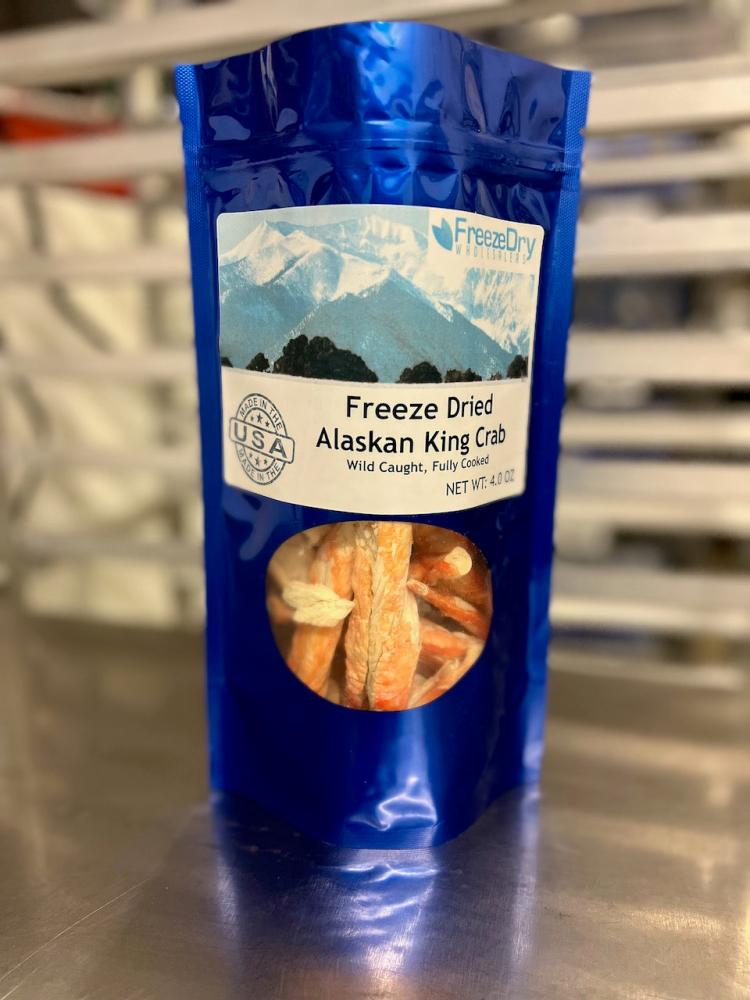 FreezeDry
WHOLESALERS
Freeze Dried
Alaskan King Crab
Wild Caught, Fully Cooked
NET WT: 4.0 OZ
MADE IN THE
USA
MADE IN THE